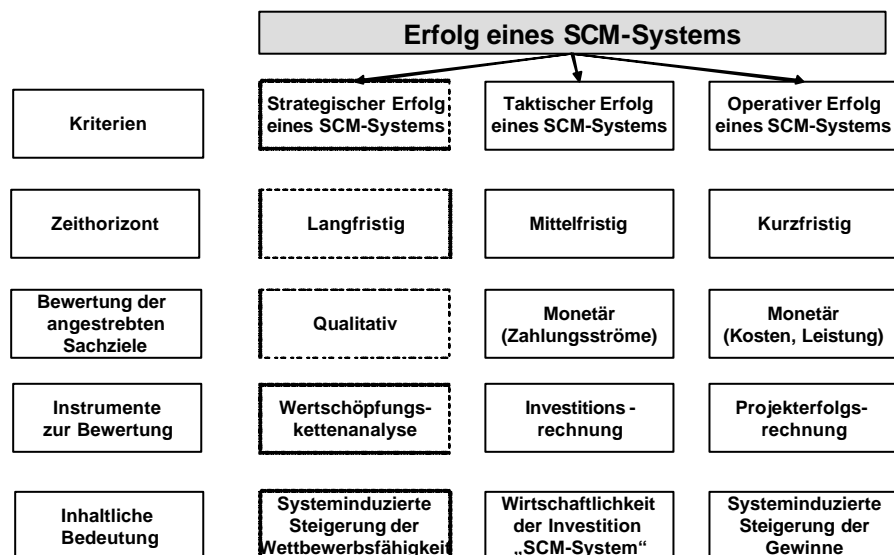 Erfolg eines SCM-Systems
Kriterien
Strategischer Erfolg
eines SCM-Systems
Taktischer Erfolg
eines SCM-Systems
Operativer Erfolg
eines SCM-Systems
Zeithorizont
Langfristig
Mittelfristig
Kurzfristig
Bewertung der
angestrebten
Sachziele
Qualitativ
Monetär
(Zahlungsströme)
Monetär
(Kosten, Leistung)
Instrumente
zur Bewertung
Wertschöpfungs-
kettenanalyse
Investitions -
rechnung
Projekterfolgs-
rechnung
Inhaltliche
Bedeutung
Systeminduzierte
Steigerung der
Wettbewerbsfähigkeit
Wirtschaftlichkeit
der Investition
„SCM-System“
Systeminduzierte
Steigerung der
Gewinne